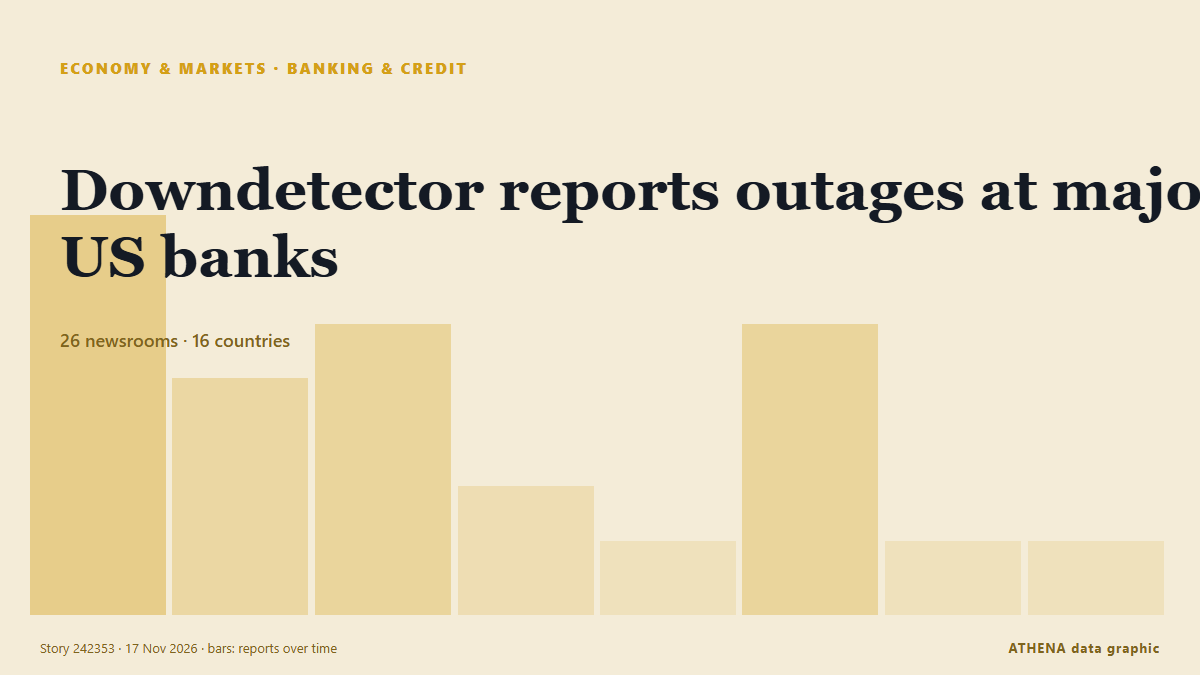 ECONOMY & MARKETS · BANKING & CREDIT
Downdetector reports outages at majo
US banks
26 newsrooms · 16 countries
Story 242353 · 17 Nov 2026 · bars: reports over time
ATHENA data graphic